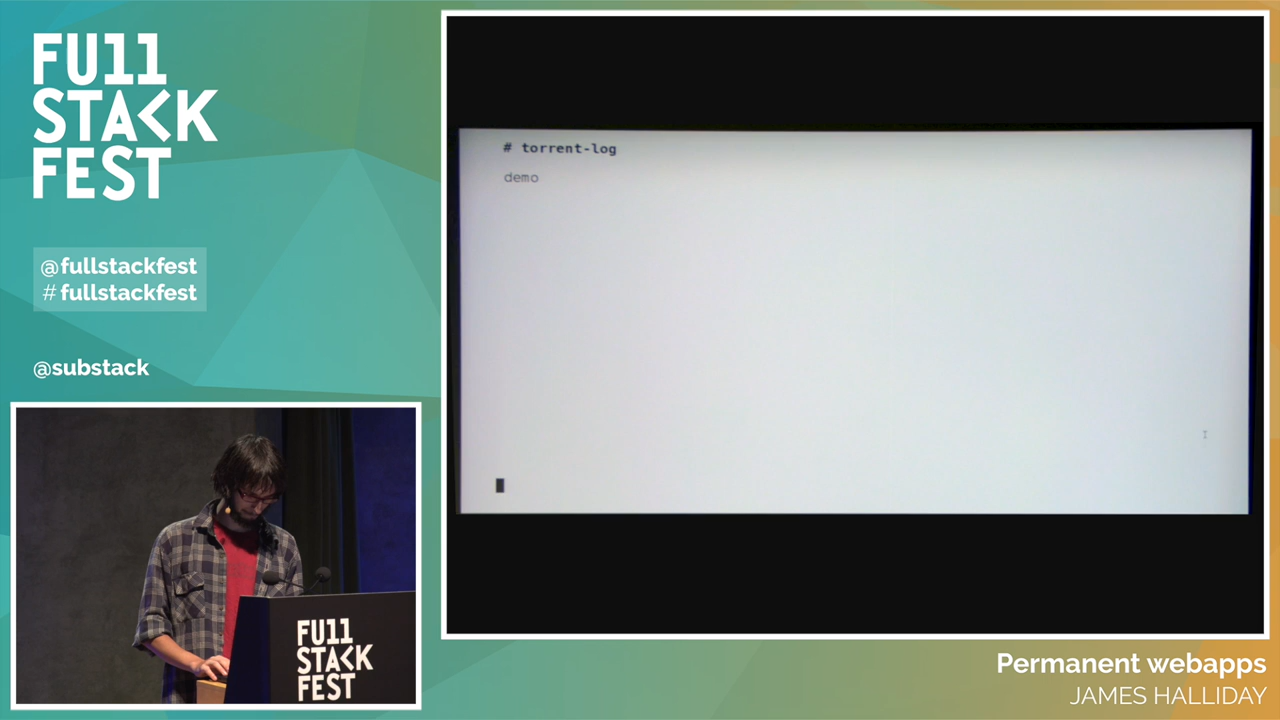 FU11
STACK
FEST
@fullstackfest
# fullstackfest
@substack
# torrent-log
demo
FU11
STACK
FEST
Permanent webapps
JAMES HALLIDAY